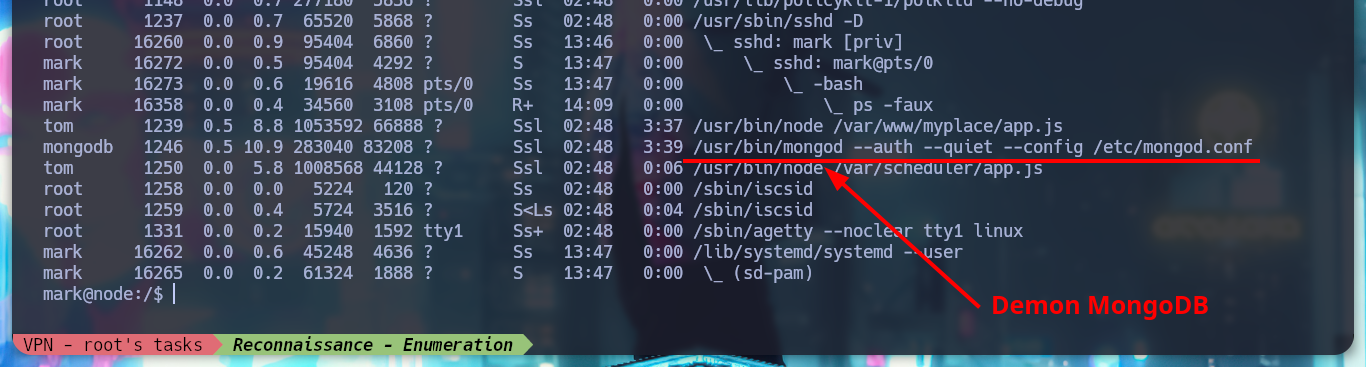 root      1148  0.0  0.7 277180  5836 ?        Ssl  02:48   0:00 /usr/lib/policykit-1/polkitd --no-debug
root      1237  0.0  0.7  65520  5868 ?        Ss   02:48   0:00 /usr/sbin/sshd -D
root     16260  0.0  0.9  95404  6860 ?        Ss   13:46   0:00  \_ sshd: mark [priv]
mark     16272  0.0  0.5  95404  4292 ?        S    13:47   0:00      \_ sshd: mark@pts/0
mark     16273  0.0  0.6  19616  4808 pts/0    Ss   13:47   0:00          \_ -bash
mark     16358  0.0  0.4  34560  3108 pts/0    R+   14:09   0:00              \_ ps -faux
tom       1239  0.5  8.8 1053592 66888 ?       Ssl  02:48   3:37 /usr/bin/node /var/www/myplace/app.js
mongodb   1246  0.5 10.9 283040 83208 ?        Ssl  02:48   3:39 /usr/bin/mongod --auth --quiet --config /etc/mongod.conf
tom       1250  0.0  5.8 1008568 44128 ?       Ssl  02:48   0:06 /usr/bin/node /var/scheduler/app.js
root      1258  0.0  0.0   5224   120 ?        Ss   02:48   0:00 /sbin/iscsid
root      1259  0.0  0.4   5724  3516 ?        S<Ls 02:48   0:04 /sbin/iscsid
root      1331  0.0  0.2  15940  1592 tty1     Ss+  02:48   0:00 /sbin/agetty --noclear tty1 linux
mark     16262  0.0  0.6  45248  4636 ?        Ss   13:47   0:00 /lib/systemd/systemd --user
mark     16265  0.0  0.2  61324  1888 ?        S    13:47   0:00  \_ (sd-pam)
mark@node:/$
Demon MongoDB
VPN - root's tasks Reconnaissance - Enumeration